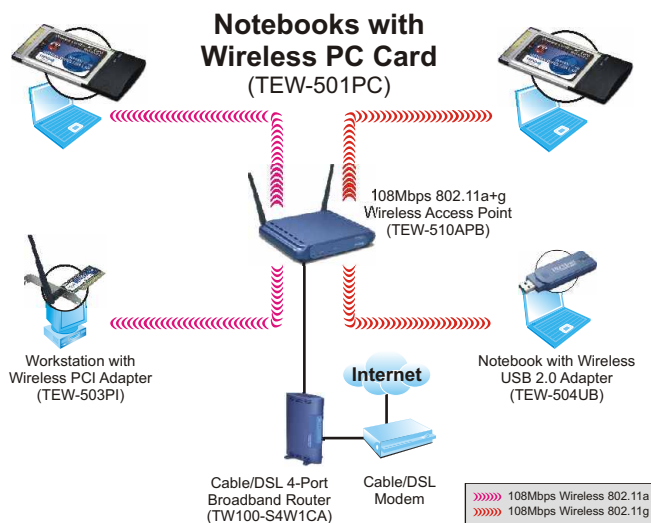 Notebooks with
Wireless PC Card
(TEW-501PC)
108Mbps 802.11a+g
Wireless Access Point
(TEW-510APB)
Workstation with
Wireless PCI Adapter
(TEW-503PI)
Notebook with Wireless
USB 2.0 Adapter
(TEW-504UB)
Internet
Cable/DSL 4-Port
Broadband Router
(TW100-S4W1CA)
Cable/DSL
Modem
108Mbps Wireless 802.11a
108Mbps Wireless 802.11g